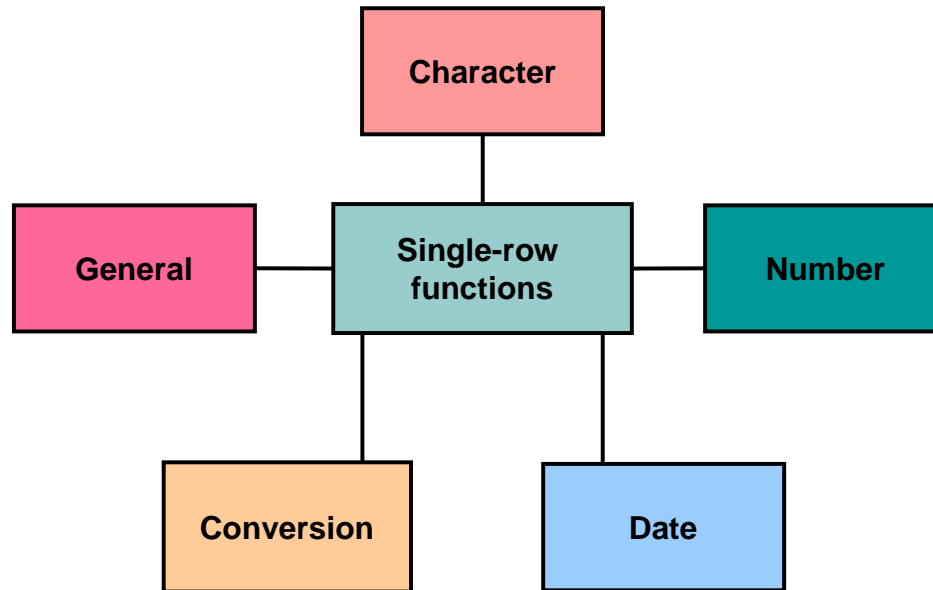 Character
General
Single-row
functions
Number
Conversion
Date